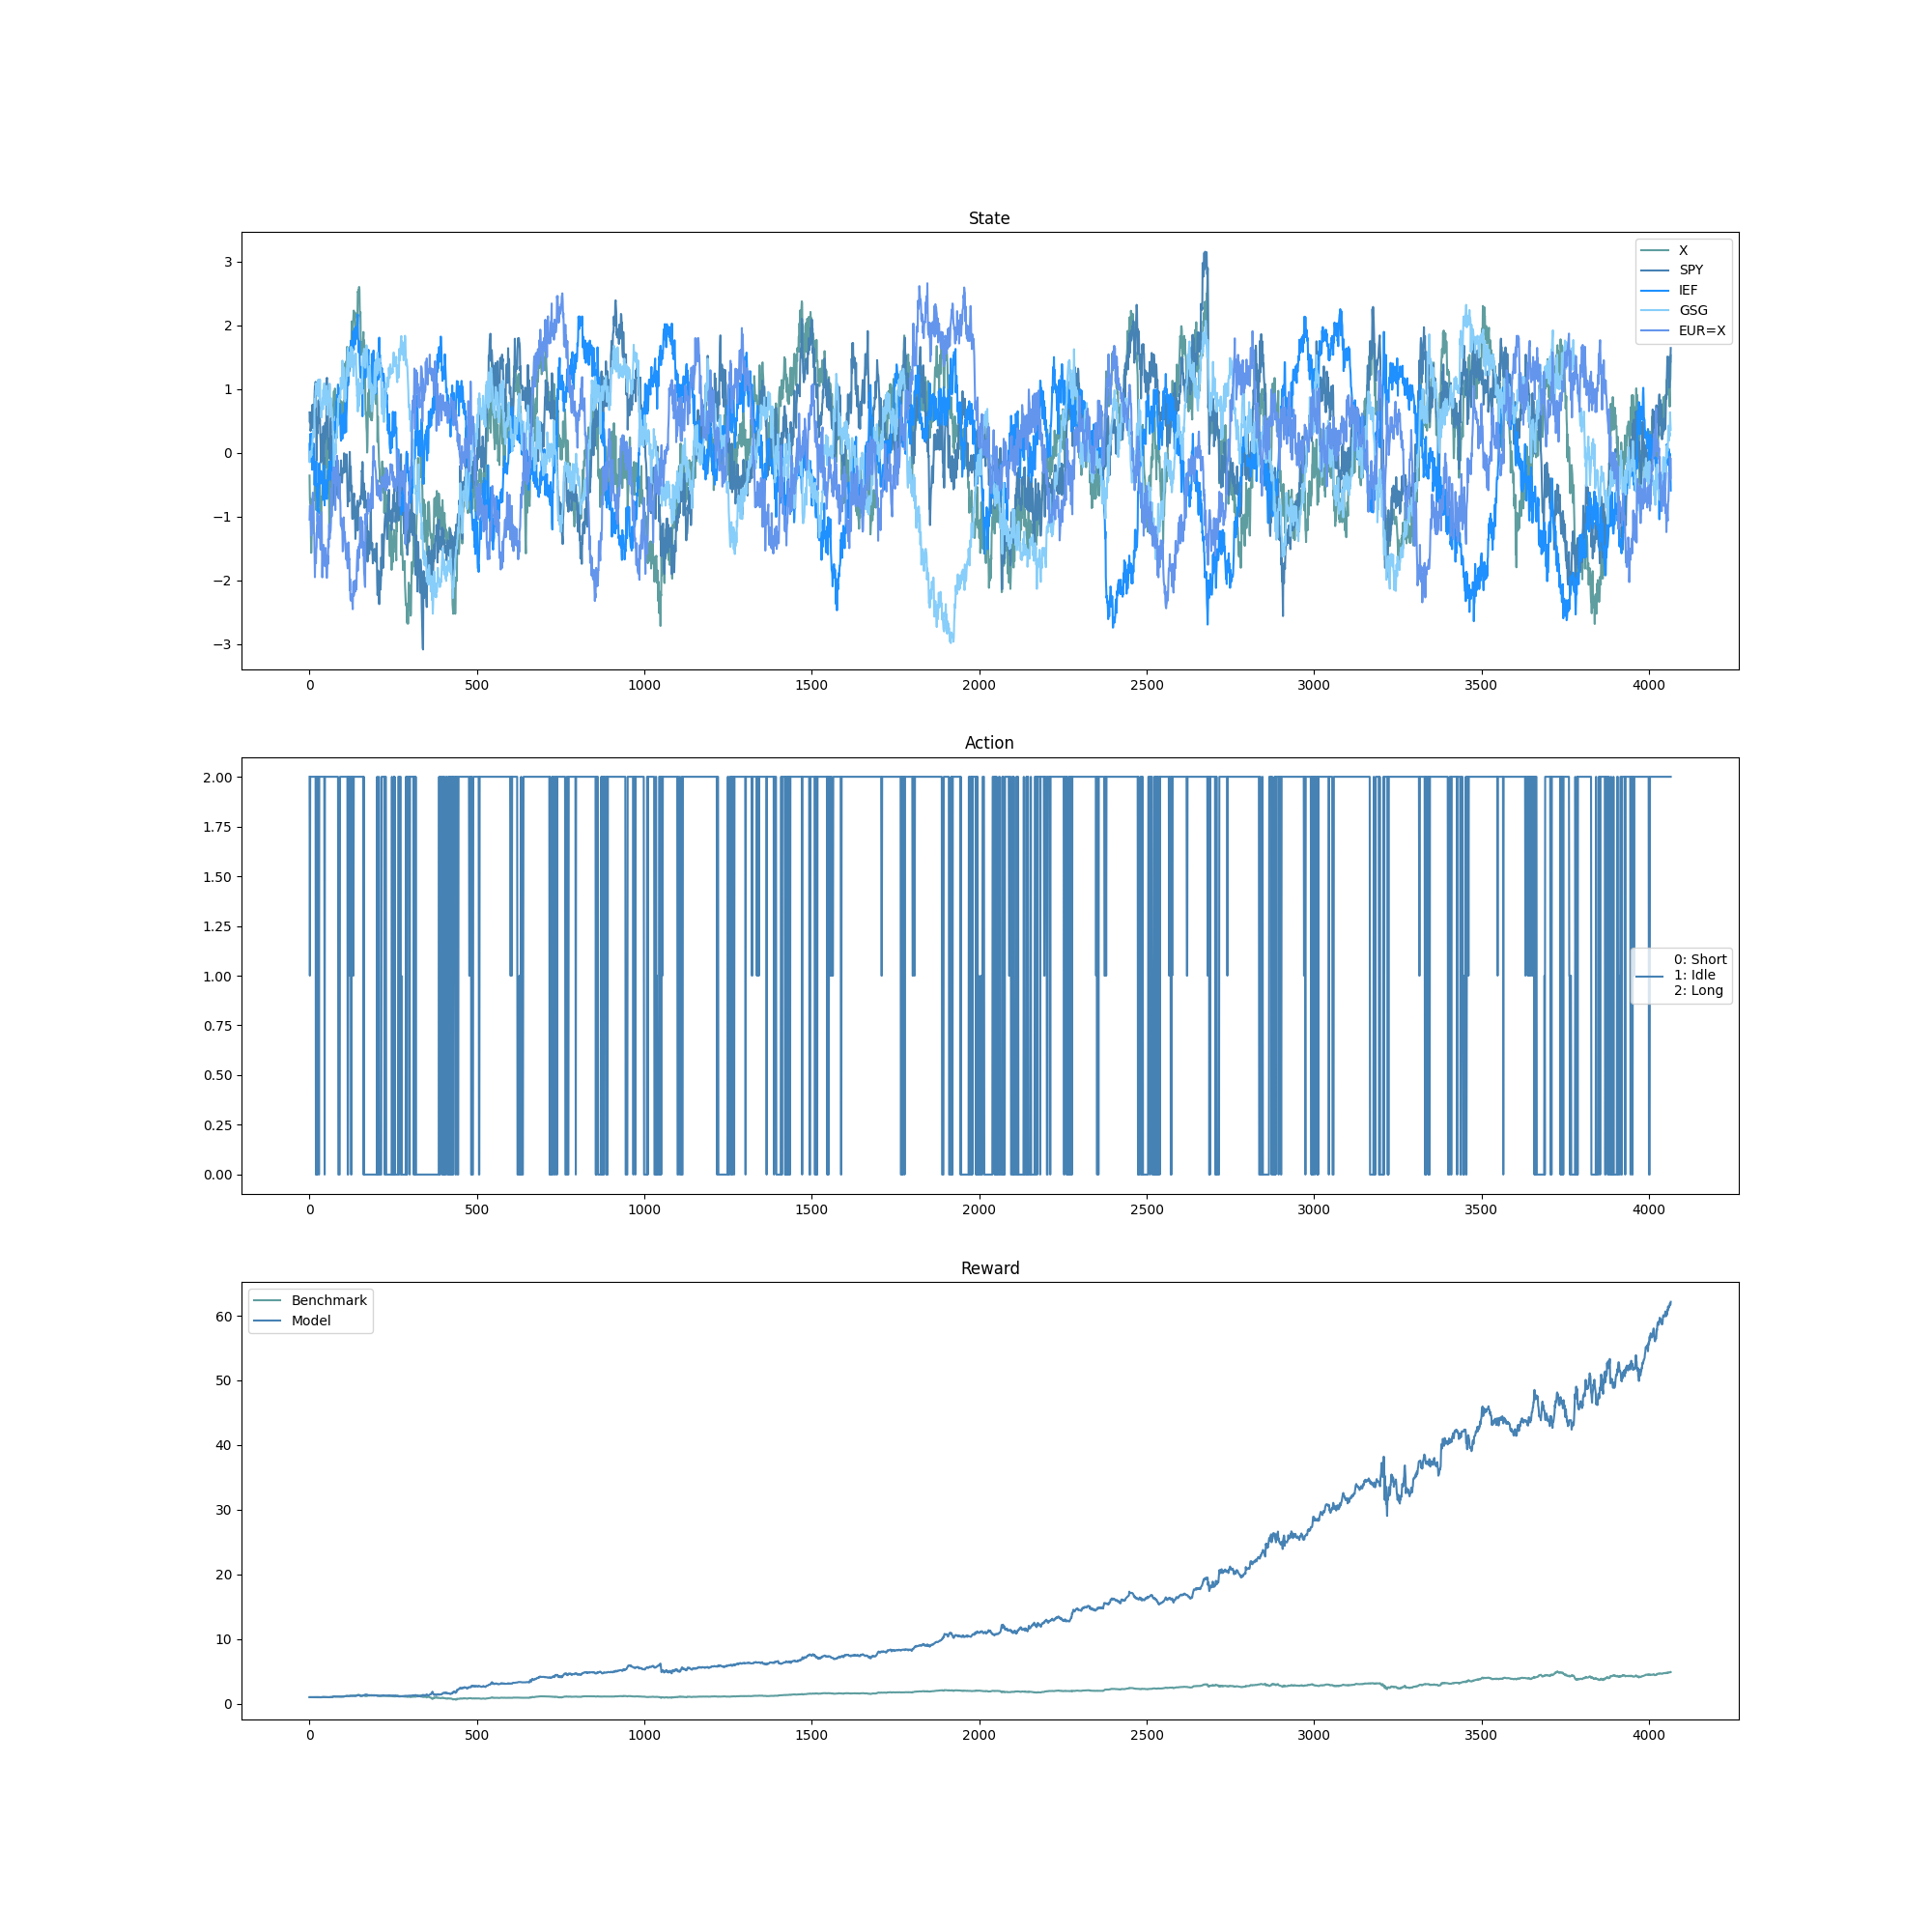 State
3
2
1
0
−1
−2
−3
X
SPY
IEF
GSG
EUR=X
0 500 1000 1500 2000 2500 3000 3500 4000
Action
2.00
1.75
1.50
1.25
1.00
0.75
0.50
0.25
0.00
0: Short
1: Idle
2: Long
0 500 1000 1500 2000 2500 3000 3500 4000
Reward
Benchmark
Model
60
50
40
30
20
10
0
0 500 1000 1500 2000 2500 3000 3500 4000